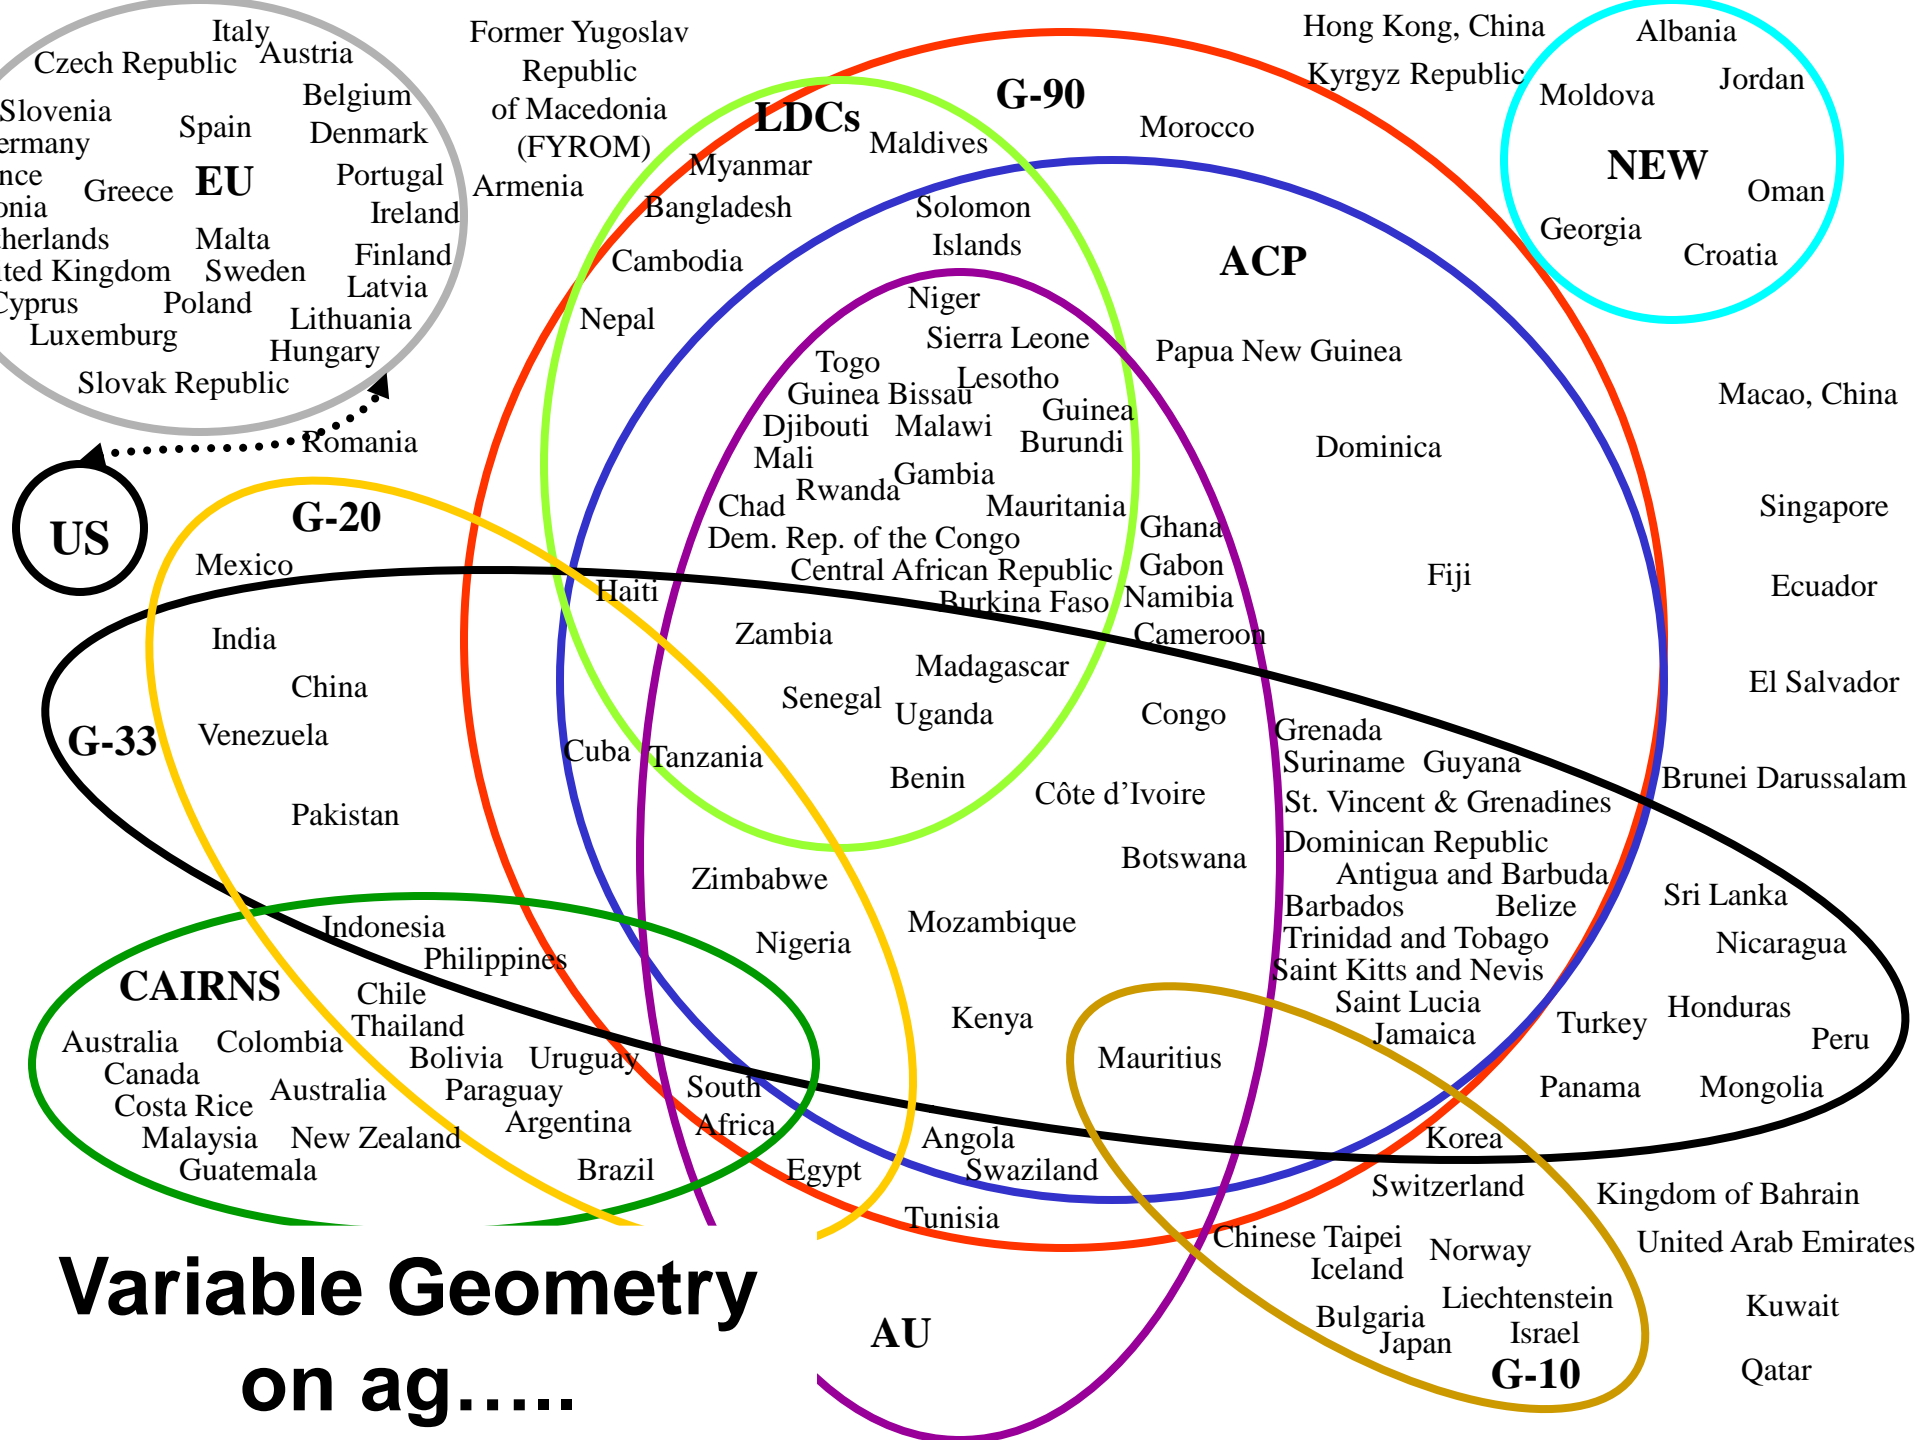 Italy
Czech Republic
Austria
Slovenia
Belgium
ermany
Spain
Denmark
nce
Greece
EU
Portugal
onia
Ireland
herlands
Malta
Finland
ted Kingdom
Sweden
Latvia
Cyprus
Poland
Lithuania
Luxemburg
Hungary
Slovak Republic
Romania
US
Former Yugoslav
Republic
of Macedonia
(FYROM)
Armenia
Hong Kong, China
Kyrgyz Republic
Albania
Moldova
Jordan
NEW
Oman
Georgia
Croatia
LDCs
G-90
Maldives
Morocco
Myanmar
Bangladesh
Solomon
Islands
Cambodia
ACP
Nepal
Niger
Sierra Leone
Papua New Guinea
Togo
Lesotho
Guinea Bissau
Guinea
Djibouti
Malawi
Burundi
Dominica
Mali
Gambia
Rwanda
Chad
Mauritania
Ghana
Dem. Rep. of the Congo
Central African Republic
Gabon
Fiji
Haiti
Burkina Faso
Namibia
Zambia
Cameroon
Madagascar
Senegal
Uganda
Congo
Cuba
Tanzania
Benin
Côte d’Ivoire
Botswana
Zimbabwe
Mozambique
Nigeria
Kenya
Mauritius
Grenada
Suriname
Guyana
St. Vincent & Grenadines
Dominican Republic
Antigua and Barbuda
Barbados
Belize
Trinidad and Tobago
Saint Kitts and Nevis
Saint Lucia
Jamaica
Macao, China
Singapore
Ecuador
El Salvador
Brunei Darussalam
Sri Lanka
Nicaragua
Honduras
Turkey
Peru
Panama
Mongolia
G-20
Mexico
India
China
G-33
Venezuela
Pakistan
Indonesia
Philippines
CAIRNS
Chile
Thailand
Australia
Colombia
Bolivia
Uruguay
Canada
Australia
Paraguay
South
Africa
Costa Rice
Argentina
Malaysia
New Zealand
Guatemala
Brazil
Egypt
Angola
Swaziland
Tunisia
Korea
Switzerland
Chinese Taipei
Norway
Iceland
Liechtenstein
Bulgaria
Israel
Japan
G-10
Kingdom of Bahrain
United Arab Emirates
Kuwait
Qatar
AU
Variable Geometry
on ag.....